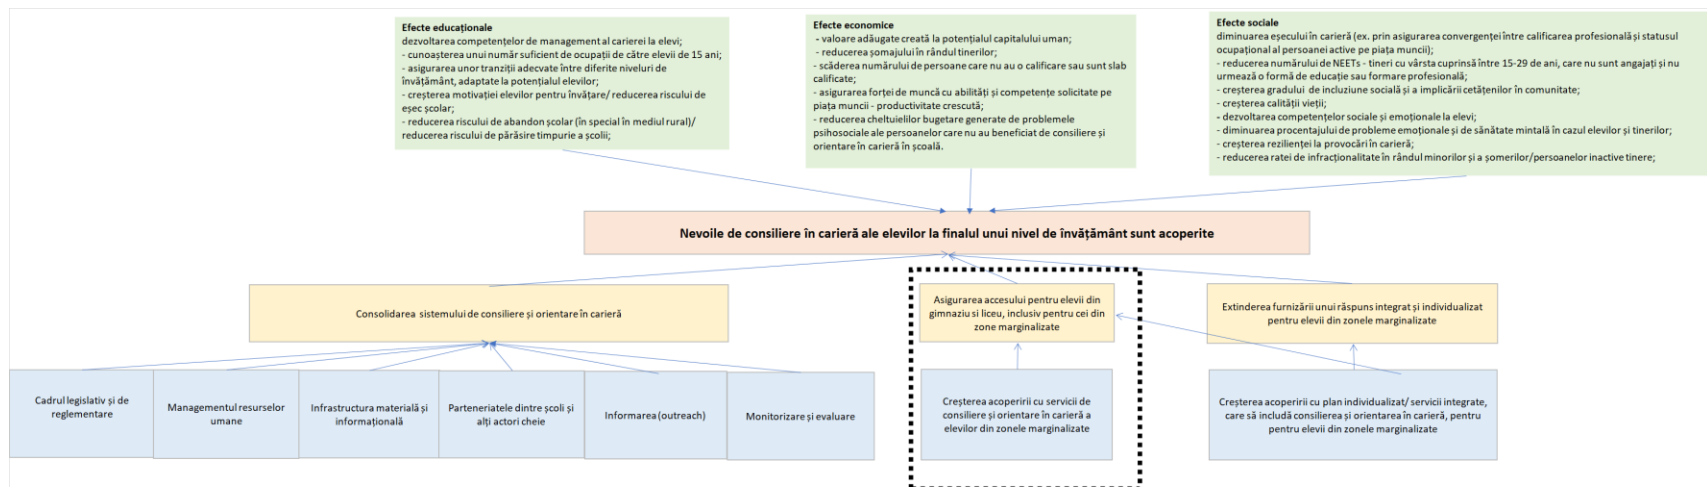 Efecte educaționale
dezvoltarea competențelor de management al carierei la elevi;
- cunoașterea unui număr suficient de ocupații de către elevii de 15 ani;
- asigurarea unor tranziții adecvate între diferite niveluri de
învățământ, adaptate la potențialul elevilor;
- creșterea motivației elevilor pentru învățare/ reducerea riscului de
eșec școlar;
- reducerea riscului de abandon școlar (în special în mediul rural)/
reducerea riscului de părăsire timpurie a școlii;
Efecte economice
- valoare adăugate creată la potențialul capitalului uman;
- reducerea șomajului în rândul tinerilor;
- scăderea numărului de persoane care nu au o calificare sau sunt slab
calificate;
- asigurarea forței de muncă cu abilități și competențe solicitate pe
piața muncii - productivitate crescută;
- reducerea cheltuielilor bugetare generate de problemele
psihosociale ale persoanelor care nu au beneficiat de consiliere și
orientare în carieră în școală.
Efecte sociale
diminuarea eșecului în carieră (ex. prin asigurarea convergenței între calificarea profesională și statusul
ocupațional al persoanei active pe piața muncii);
- reducerea numărului de NEETs - tineri cu vârsta cuprinsă între 15-29 de ani, care nu sunt angajați și nu
urmează o formă de educație sau formare profesională;
- creșterea gradului de incluziune socială și a implicării cetățenilor în comunitate;
- creșterea calității vieții;
- dezvoltarea competențelor sociale și emoționale la elevi;
- diminuarea procentajului de probleme emoționale și de sănătate mintală în cazul elevilor și tinerilor;
- creșterea rezilienței la provocări în carieră;
- reducerea ratei de infracționalitate în rândul minorilor și a șomerilor/persoanelor inactive tinere;
Nevoile de consiliere în carieră ale elevilor la finalul unui nivel de învățământ sunt acoperite
Consolidarea sistemului de consiliere și orientare în carieră
Asigurarea accesului pentru elevii din
gimnaziu si liceu, inclusiv pentru cei din
zone marginalizate
Extinderea furnizării unui răspuns integrat și individualizat
pentru elevii din zonele marginalizate
Cadrul legislativ și de
reglementare
Managementul resurselor
umane
Infrastructura materială și
informațională
Parteneriatele dintre școli și
alți actori cheie
Informarea (outreach)
Monitorizare și evaluare
Creșterea acoperirii cu servicii de
consiliere și orientare în carieră a
elevilor din zonele marginalizate
Creșterea acoperirii cu plan individualizat/ servicii integrate,
care să includă consilierea și orientarea în carieră, pentru
pentru elevii din zonele marginalizate